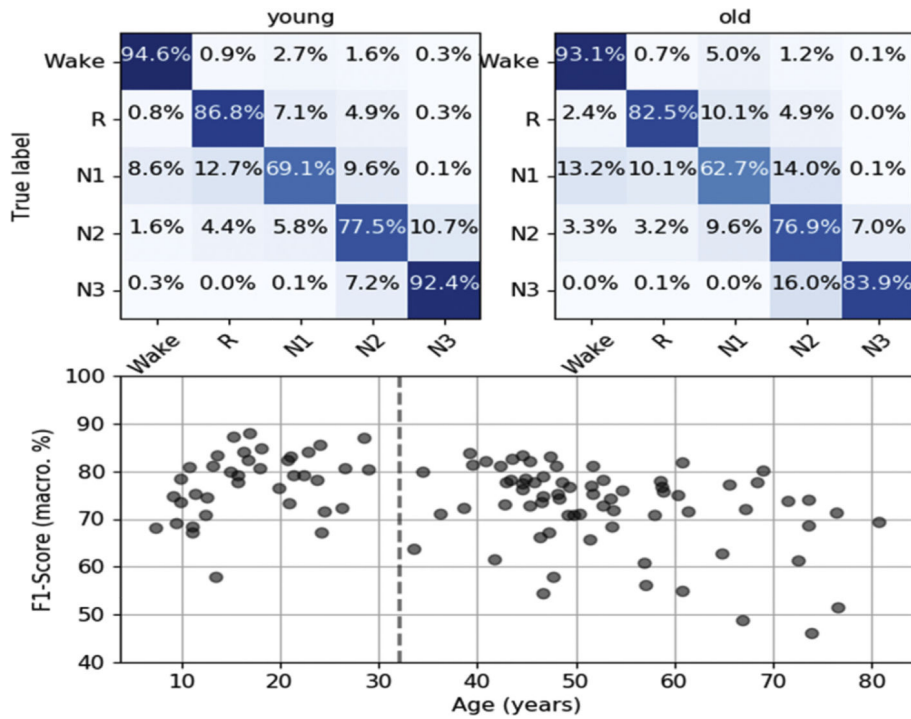 young old
Wake 94.6% 0.9% 2.7% 1.6% 0.3% Wake 93.1% 0.7% 5.0% 1.2% 0.1%
R 0.8% 86.8% 7.1% 4.9% 0.3% R 2.4% 82.5% 10.1% 4.9% 0.0%
True label
N1 8.6% 12.7% 69.1% 9.6% 0.1% N1 13.2% 10.1% 62.7% 14.0% 0.1%
N2 1.6% 4.4% 5.8% 77.5% 10.7% N2 3.3% 3.2% 9.6% 76.9% 7.0%
N3 0.3% 0.0% 0.1% 7.2% 92.4% N3 0.0% 0.1% 0.0% 16.0% 83.9%
Wake R N1 N2 N3 Wake R N1 N2 N3
F1-Score (macro. %)
100
90
80
70
60
50
40
10 20 30 40 50 60 70 80
Age (years)